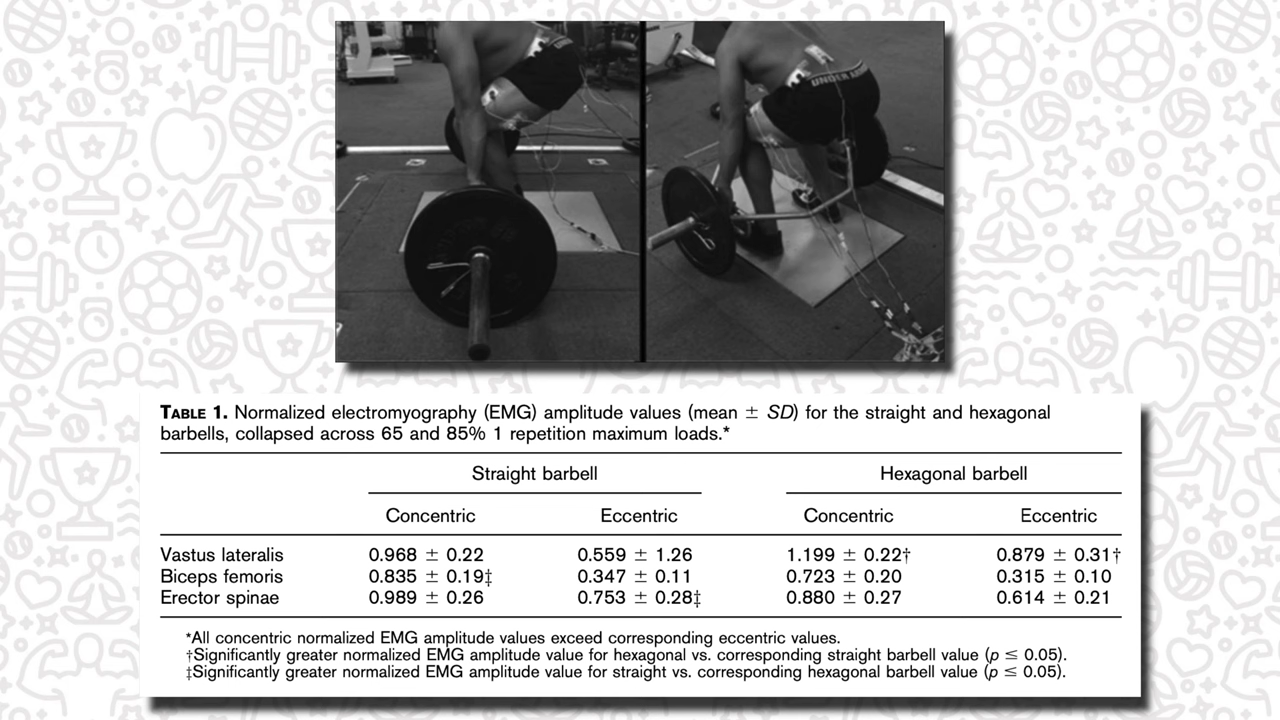 UNDER ARM
TABLE 1. Normalized electromyography (EMG) amplitude values (mean ± SD) for the straight and hexagonal
barbells, collapsed across 65 and 85% 1 repetition maximum loads.*
Straight barbell Hexagonal barbell
Concentric Eccentric Concentric Eccentric
Vastus lateralis 0.968 ± 0.22 0.559 ± 1.26 1.199 ± 0.22† 0.879 ± 0.31†
Biceps femoris 0.835 ± 0.19‡ 0.347 ± 0.11 0.723 ± 0.20 0.315 ± 0.10
Erector spinae 0.989 ± 0.26 0.753 ± 0.28‡ 0.880 ± 0.27 0.614 ± 0.21
*All concentric normalized EMG amplitude values exceed corresponding eccentric values.
†Significantly greater normalized EMG amplitude value for hexagonal vs. corresponding straight barbell value (p ≤ 0.05).
‡Significantly greater normalized EMG amplitude value for straight vs. corresponding hexagonal barbell value (p ≤ 0.05).